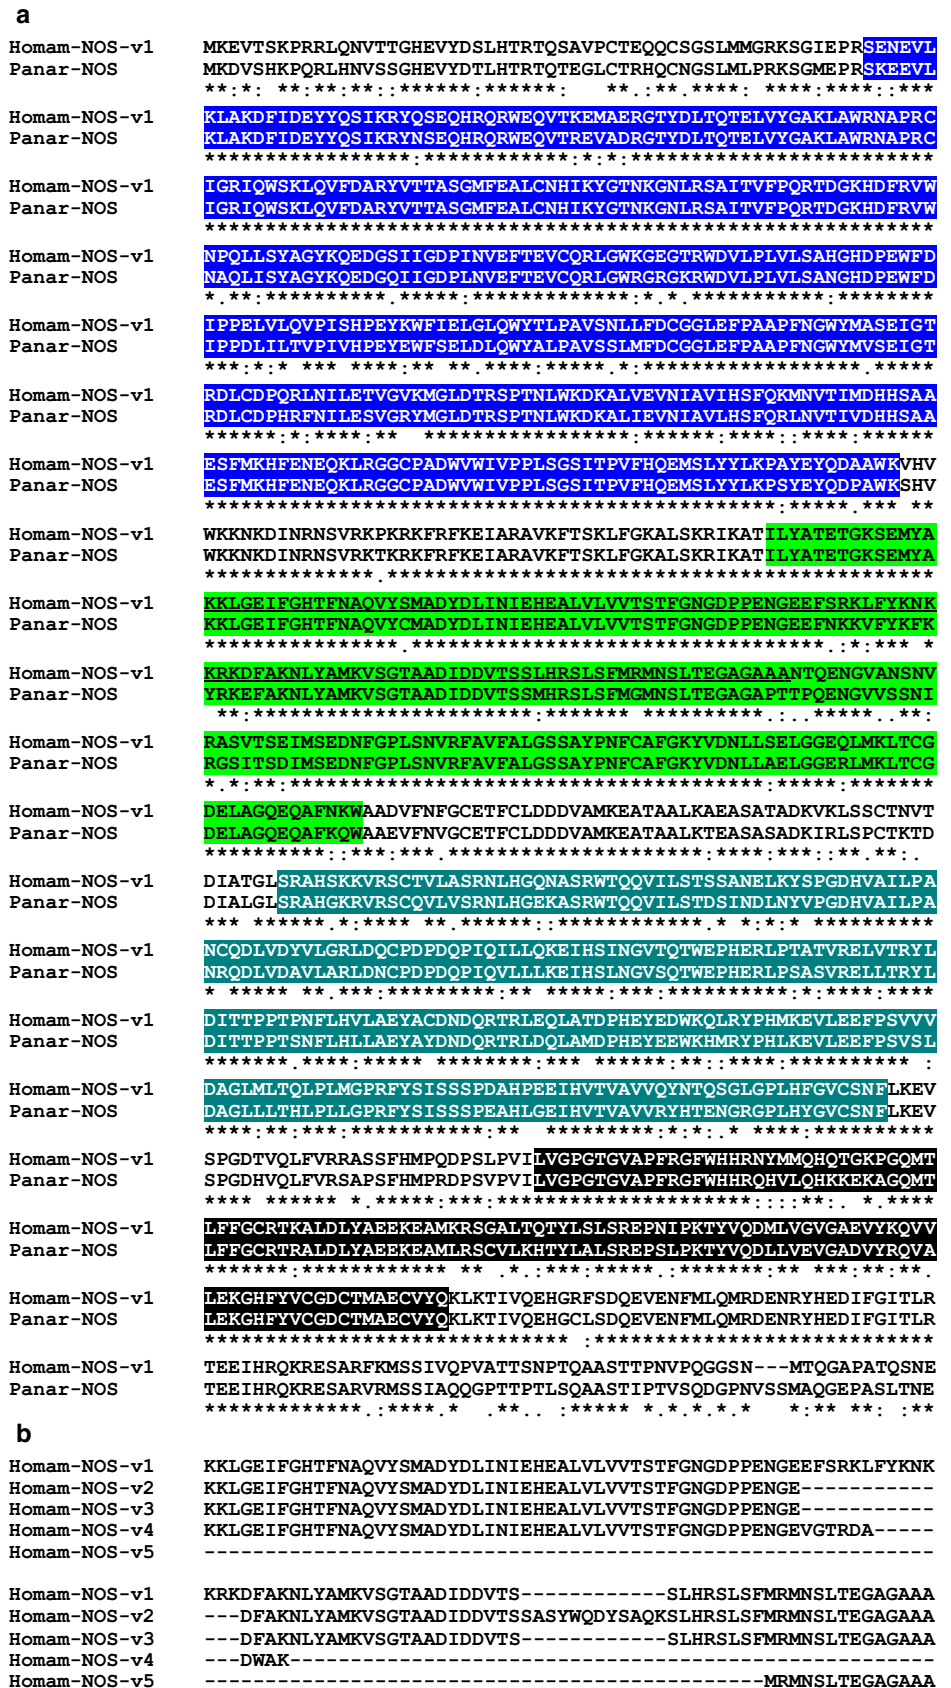 a
Homam-NOS-v1 MKEVTSKPRRLQNVTTGHEVYDSLHTRTQSAVPCTEQQCSGSLMMGRKSGIEPRSENEVL
Panar-NOS MKDVSHKPQRLHNVSSGHEVYDTLHTRTQTEGLCTRHQCNGSLMLPRKSGMEPRSKEEVL
**:*: **:**:**::******:******:   **.:**.****: ****:****::***
Homam-NOS-v1 KLAKDFIDEYYQSIKRYQSEQHRQRWEQVTKEMAERGTYDLTQTELVYGAKLAWRNAPRC
Panar-NOS KLAKDFIDEYYQSIKRYNSEQHRQRWEQVTREVADRGTYDLTQTELVYGAKLAWRNAPRC
*****************:************:*:*:*************************
Homam-NOS-v1 IGRIQWSKLQVFDARYVTTASGMFEALCNHIKYGTNKGNLRSAITVFPQRTDGKHDFRVW
Panar-NOS IGRIQWSKLQVFDARYVTTASGMFEALCNHIKYGTNKGNLRSAITVFPQRTDGKHDFRVW
************************************************************
Homam-NOS-v1 NPQLLSYAGYKQEDGSIIGDPINVEFTEVCQRLGWKGEGTRWDVLPLVLSAHGHDPEWFD
Panar-NOS NAQLISYAGYKQEDGQIIGDPLNVEFTEVCQRLGWRGRGKRWDVLPLVLSANGHDPEWFD
*.**:**********.*****:*************:*.*.***********:********
Homam-NOS-v1 IPPELVLQVPISHPEYKWFIELGLQWYTLPAVSNLLFDCGGLEFPAAPFNGWYMASEIGT
Panar-NOS IPPDLILTVPIVHPEYEWFSELDLQWYALPAVSSLMFDCGGLEFPAAPFNGWYMVSEIGT
***:*:* *** ****:** **.****:*****.*:******************.*****
Homam-NOS-v1 RDLCDPQRLNILETVGVKMGLDTRSPTNLWKDKALVEVNIAVIHSFQKMNVTIMDHHSAA
Panar-NOS RDLCDPHRFNILESVGRYMGLDTRSPTNLWKDKALIEVNIAVLHSFQRLNVTIVDHHSAA
******:*:****:**  *****************:******:****::****:******
Homam-NOS-v1 ESFMKHFENEQKLRGGCPADWVWIVPPLSGSITPVFHQEMSLYYLKPAYEYQDAAWKVHV
Panar-NOS ESFMKHFENEQKLRGGCPADWVWIVPPLSGSITPVFHQEMSLYYLKPSYEYQDPAWKSHV
***********************************************:*****.*** **
Homam-NOS-v1 WKKNKDINRNSVRKPKRKFRFKEIARAVKFTSKLFGKALSKRIKATILYATETGKSEMYA
Panar-NOS WKKNKDINRNSVRKTKRKFRFKEIARAVKFTSKLFGKALSKRIKATILYATETGKSEMYA
**************.*********************************************
Homam-NOS-v1 KKLGEIFGHTFNAQVYSMADYDLINIEHEALVLVVTSTFGNGDPPENGEEFSRKLFYKNK
Panar-NOS KKLGEIFGHTFNAQVYCMADYDLINIEHEALVLVVTSTFGNGDPPENGEEFNKKVFYKFK
****************.**********************************.:*:*** *
Homam-NOS-v1 KRKDFAKNLYAMKVSGTAADIDDVTSSLHRSLSFMRMNSLTEGAGAAANTQENGVANSNV
Panar-NOS YRKEFAKNLYAMKVSGTAADIDDVTSSMHRSLSFMGMNSLTEGAGAPTTPQENGVVSSNI
 **:***********************:******* **********.:..*****..**:
Homam-NOS-v1 RASVTSEIMSEDNFGPLSNVRFAVFALGSSAYPNFCAFGKYVDNLLSELGGEQLMKLTCG
Panar-NOS RGSITSDIMSEDNFGPLSNVRFAVFALGSSAYPNFCAFGKYVDNLLAELGGERLMKLTCG
*.*:**:***************************************:*****:*******
Homam-NOS-v1 DELAGQEQAFNKWAADVFNFGCETFCLDDDVAMKEATAALKAEASATADKVKLSSCTNVT
Panar-NOS DELAGQEQAFKQWAAEVFNVGCETFCLDDDVAMKEATAALKTEASASADKIRLSPCTKTD
**********::***:***.*********************:****:***::**.**:.
Homam-NOS-v1 DIATGLSRAHSKKVRSCTVLASRNLHGQNASRWTQQVILSTSSANELKYSPGDHVAILPA
Panar-NOS DIALGLSRAHGKRVRSCQVLVSRNLHGEKASRWTQQVILSTDSINDLNYVPGDHVAILPA
*** ******.*:**** **.******::************.* *:*:* **********
Homam-NOS-v1 NCQDLVDYVLGRLDQCPDPDQPIQILLQKEIHSINGVTQTWEPHERLPTATVRELVTRYL
Panar-NOS NRQDLVDAVLARLDNCPDPDQPIQVLLLKEIHSLNGVSQTWEPHERLPSASVRELLTRYL
* ***** **.***:*********:** *****:***:**********:*:****:****
Homam-NOS-v1 DITTPPTPNFLHVLAEYACDNDQRTRLEQLATDPHEYEDWKQLRYPHMKEVLEEFPSVVV
Panar-NOS DITTPPTSNFLHLLAEYAYDNDQRTRLDQLAMDPHEYEEWKHMRYPHLKEVLEEFPSVSL
*******.****:***** ********:*** ******:**::****:********** :
Homam-NOS-v1 DAGLMLTQLPLMGPRFYSISSSPDAHPEEIHVTVAVVQYNTQSGLGPLHFGVCSNFLKEV
Panar-NOS DAGLLLTHLPLLGPRFYSISSSPEAHLGEIHVTVAVVRYHTENGRGPLHYGVCSNFLKEV
****:**:***:***********:**  *********:*:*:.* ****:**********
Homam-NOS-v1 SPGDTVQLFVRRASSFHMPQDPSLPVILVGPGTGVAPFRGFWHHRNYMMQHQTGKPGQMT
Panar-NOS SPGDHVQLFVRSAPSFHMPRDPSVPVILVGPGTGVAPFRGFWHHRQHVLQHKKEKAGQMT
**** ****** *.*****:***:*********************::::**:. *.****
Homam-NOS-v1 LFFGCRTKALDLYAEEKEAMKRSGALTQTYLSLSREPNIPKTYVQDMLVGVGAEVYKQVV
Panar-NOS LFFGCRTRALDLYAEEKEAMLRSCVLKHTYLALSREPSLPKTYVQDLLVEVGADVYRQVA
*******:************ ** .*.:***:*****.:*******:** ***:**:**.
Homam-NOS-v1 LEKGHFYVCGDCTMAECVYQKLKTIVQEHGRFSDQEVENFMLQMRDENRYHEDIFGITLR
Panar-NOS LEKGHFYVCGDCTMAECVYQKLKTIVQEHGCLSDQEVENFMLQMRDENRYHEDIFGITLR
****************************** :****************************
Homam-NOS-v1 TEEIHRQKRESARFKMSSIVQPVATTSNPTQAASTTPNVPQGGSN---MTQGAPATQSNE
Panar-NOS TEEIHRQKRESARVRMSSIAQQGPTTPTLSQAASTIPTVSQDGPNVSSMAQGEPASLTNE
*************.:****.*  .**.. :***** *.*.*.*.*   *:** **: :**
b
Homam-NOS-v1 KKLGEIFGHTFNAQVYSMADYDLINIEHEALVLVVTSTFGNGDPPENGEEFSRKLFYKNK
Homam-NOS-v2 KKLGEIFGHTFNAQVYSMADYDLINIEHEALVLVVTSTFGNGDPPENGE-----------
Homam-NOS-v3 KKLGEIFGHTFNAQVYSMADYDLINIEHEALVLVVTSTFGNGDPPENGE-----------
Homam-NOS-v4 KKLGEIFGHTFNAQVYSMADYDLINIEHEALVLVVTSTFGNGDPPENGEVGTRDA-----
Homam-NOS-v5 ------------------------------------------------------------
Homam-NOS-v1 KRKDFAKNLYAMKVSGTAADIDDVTS------------SLHRSLSFMRMNSLTEGAGAAA
Homam-NOS-v2 ---DFAKNLYAMKVSGTAADIDDVTSSASYWQDYSAQKSLHRSLSFMRMNSLTEGAGAAA
Homam-NOS-v3 ---DFAKNLYAMKVSGTAADIDDVTS------------SLHRSLSFMRMNSLTEGAGAAA
Homam-NOS-v4 ---DWAK-----------------------------------------------------
Homam-NOS-v5 ----------------------------------------------MRMNSLTEGAGAAA